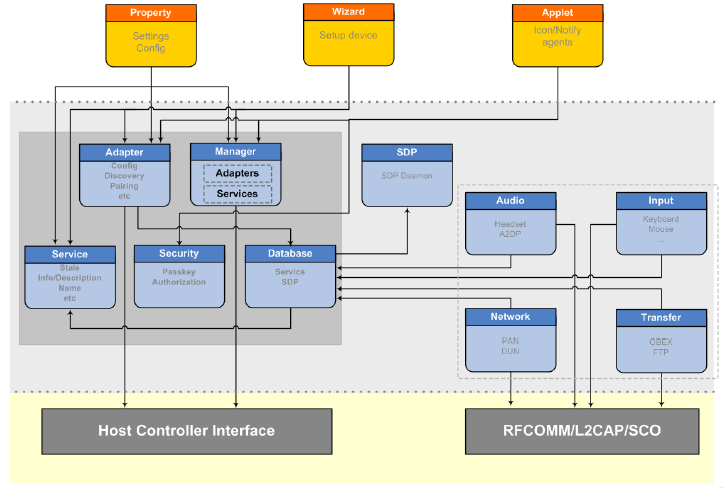 Property
Settings
Config
Wizard
Setup device
Applet
Icon/Notify
agents
Adapter
Config
Discovery
Pairing
etc
Manager
Adapters
Services
SDP
SDP Daemon
Audio
Headset
A2DP
Input
Keyboard
Mouse
...
Service
State
Info/Description
Name
etc
Security
Passkey
Authorization
Database
Service
SDP
Network
PAN
DUN
Transfer
OBEX
FTP
Host Controller Interface
RFCOMM/L2CAP/SCO